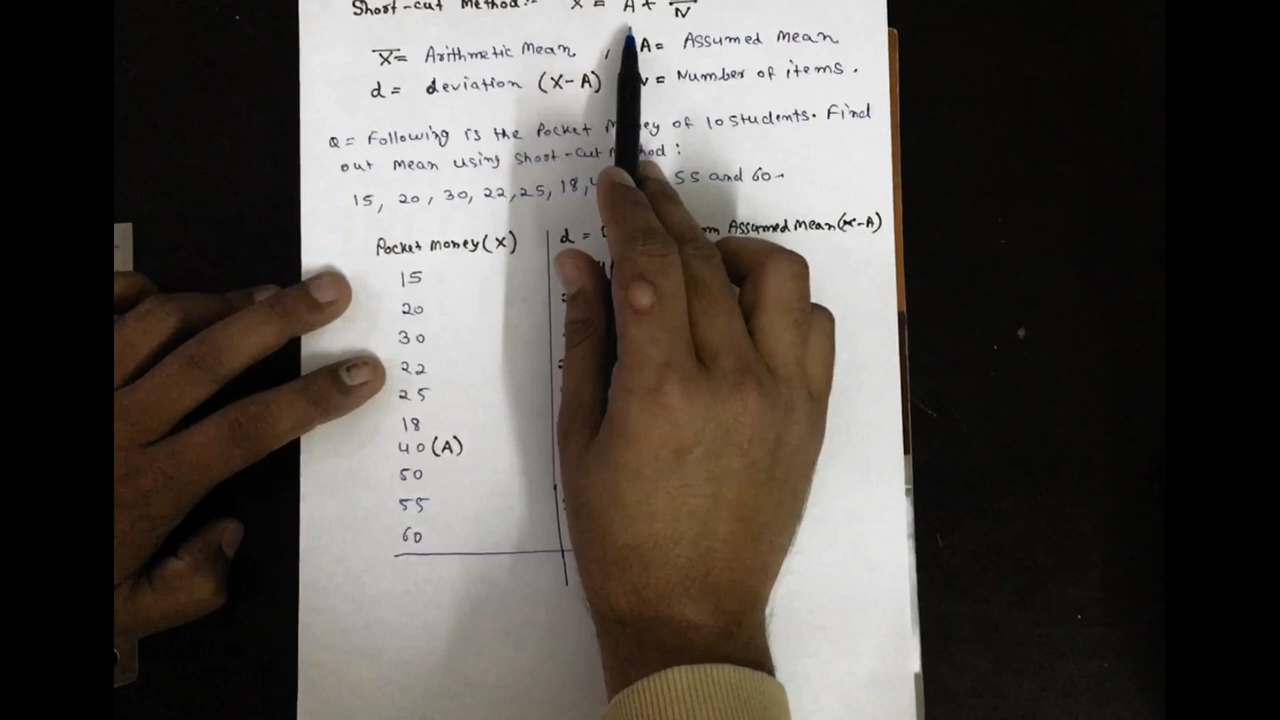 Short-cut Method:- X = A + N
X̅ = Arithmetic Mean , A = Assumed Mean
d = deviation (X-A) = Number of items.
Q = Following is the Pocket of 10 Students. Find
out Mean using Short-Cut Method:
15, 20, 30, 22, 25, 18, 55 and 60
Pocket Money (X) d = Assumed Mean (X-A)
15
20
30
22
25
18
40 (A)
50
55
60